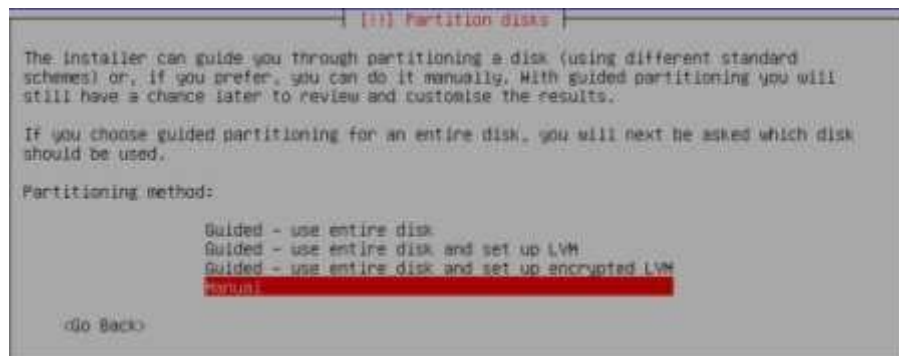 [!!] Partition disks
The installer can guide you through partitioning a disk (using different standard
schemes) or, if you prefer, you can do it manually. With guided partitioning you will
still have a chance later to review and customise the results.
If you choose guided partitioning for an entire disk, you will next be asked which disk
should be used.
Partitioning method:
Guided - use entire disk
Guided - use entire disk and set up LVM
Guided - use entire disk and set up encrypted LVM
Manual
<Go Back>